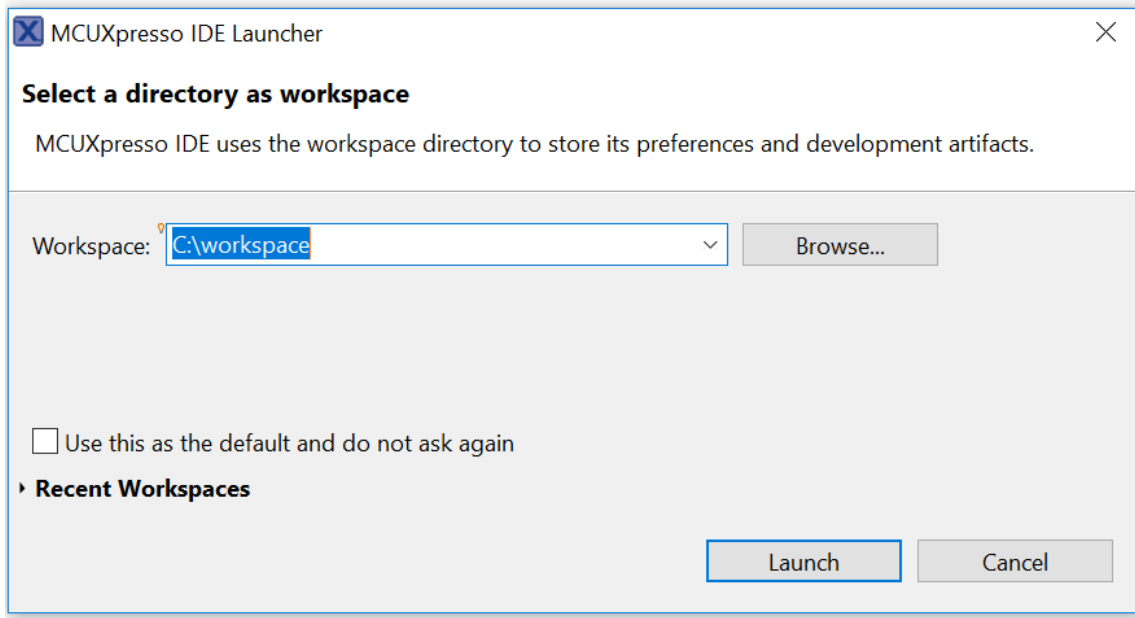 MCUXpresso IDE Launcher
Select a directory as workspace
MCUXpresso IDE uses the workspace directory to store its preferences and development artifacts.
Workspace: C:\workspace Browse...
Use this as the default and do not ask again
Recent Workspaces
Launch Cancel